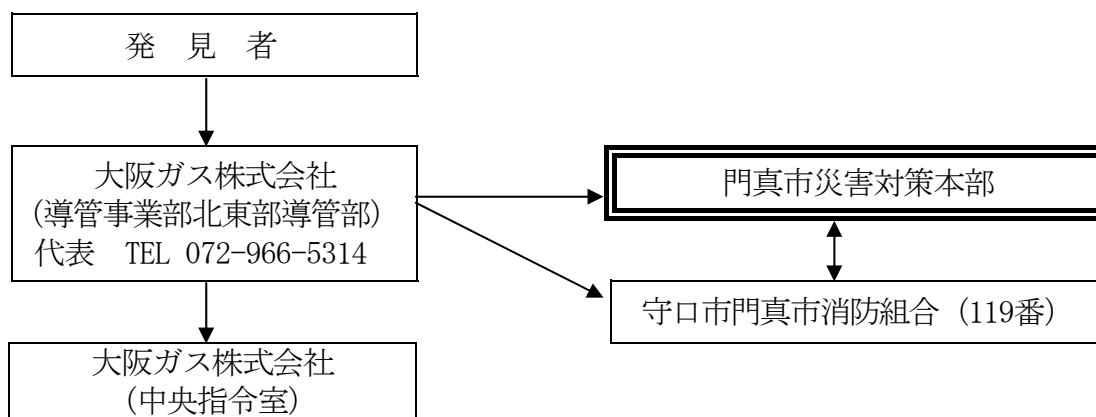 発　見　者
大阪ガス株式会社
(導管事業部北東部導管部)
代表　TEL 072-966-5314
門真市災害対策本部
守口市門真市消防組合（119番）
大阪ガス株式会社
(中央指令室)